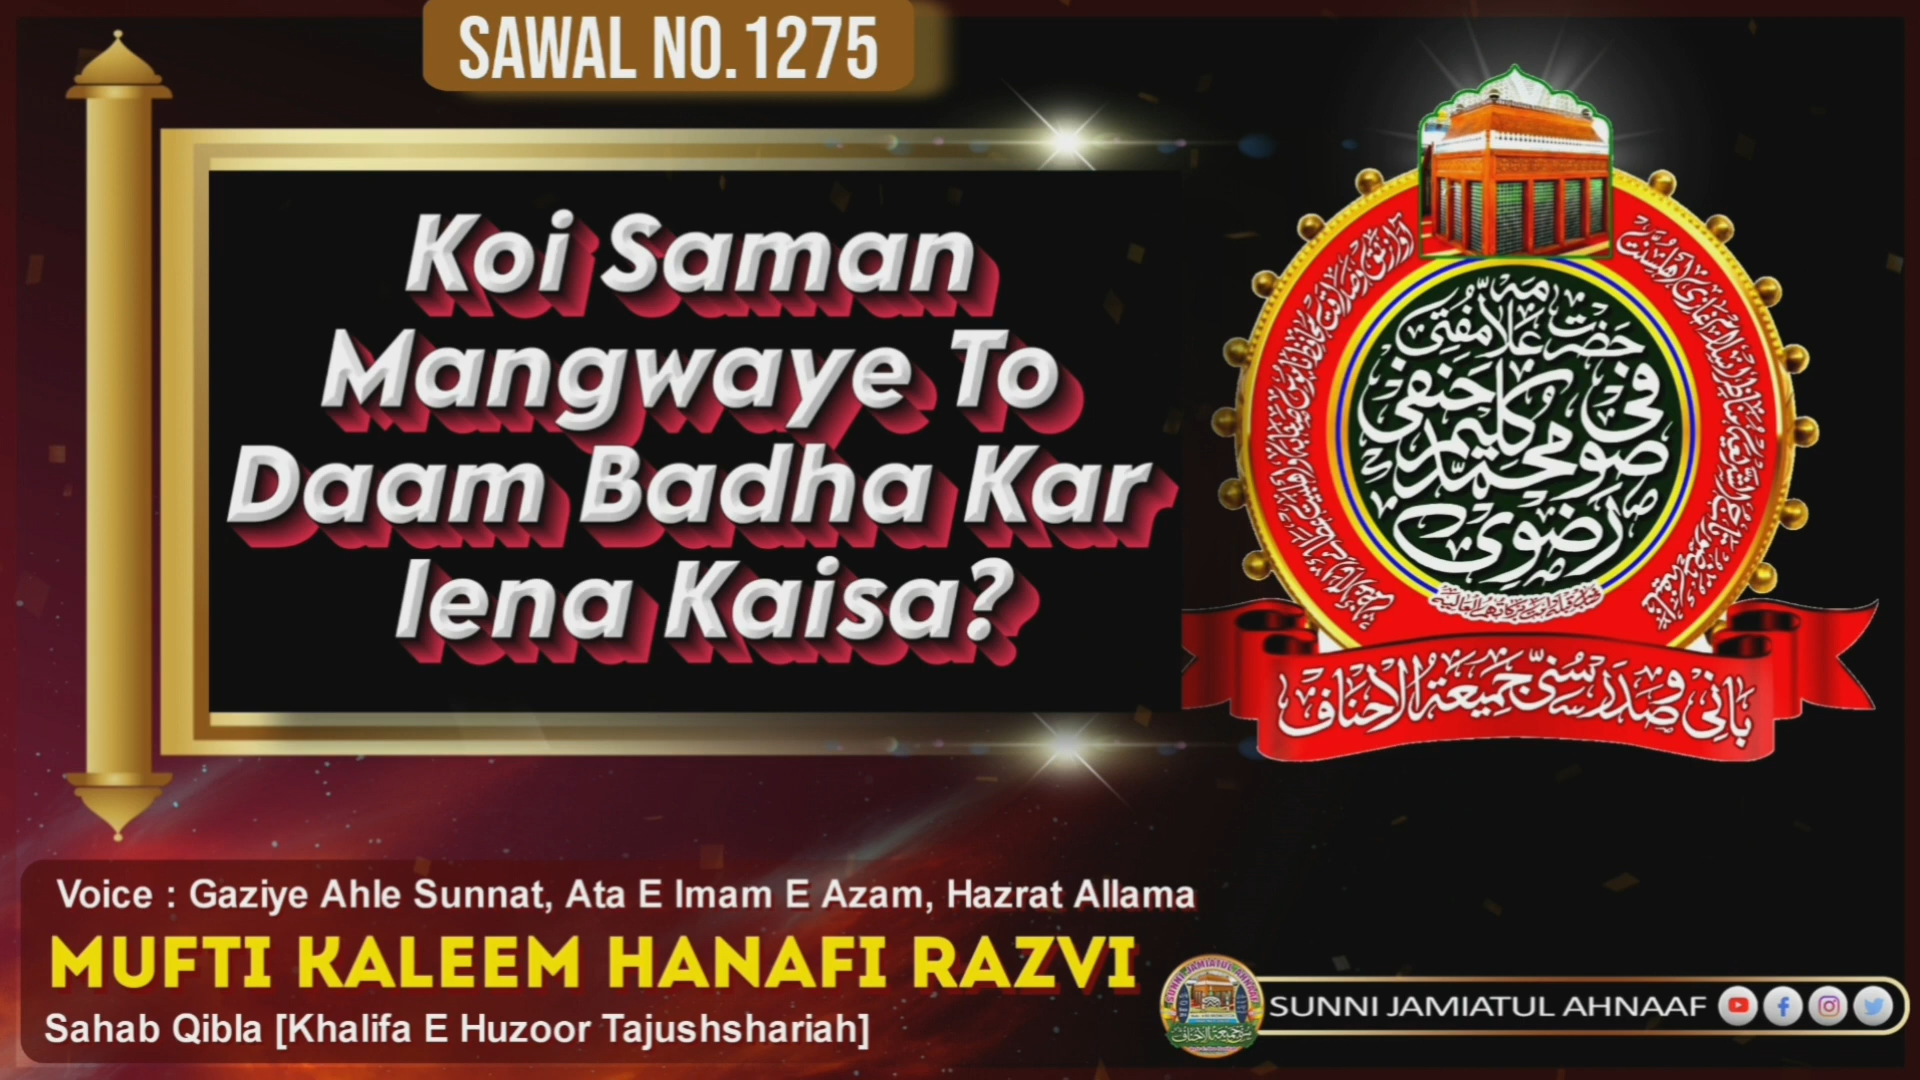 SAWAL NO.1275
Koi Saman
Mangwaye To
Daam Badha Kar
lena Kaisa?
حضرت علامہ مفتی
محمد کلیم حنفی
رضوی
بانی و صدر سنی جمیعۃ الاحناف
Voice : Gaziye Ahle Sunnat, Ata E Imam E Azam, Hazrat Allama
MUFTI KALEEM HANAFI RAZVI
Sahab Qibla [Khalifa E Huzoor Tajushshariah]
SUNNI JAMIATUL AHNAAF